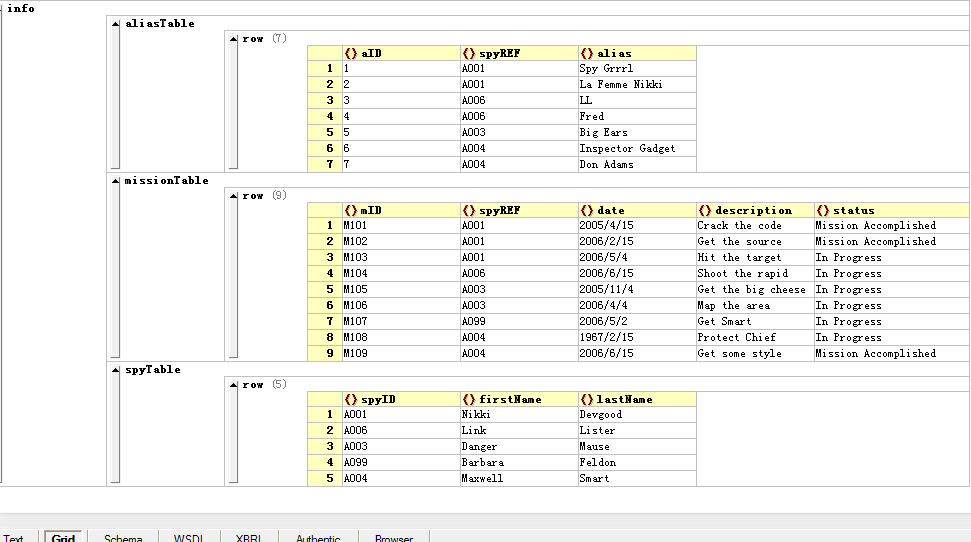 info
aliasTable
row (7)
{} aID {} spyREF {} alias
1 1 A001 Spy Grrrl
2 2 A001 La Femme Nikki
3 3 A006 LL
4 4 A006 Fred
5 5 A003 Big Ears
6 6 A004 Inspector Gadget
7 7 A004 Don Adams
missionTable
row (9)
{} mID {} spyREF {} date {} description {} status
1 M101 A001 2005/4/15 Crack the code Mission Accomplished
2 M102 A001 2006/2/15 Get the source Mission Accomplished
3 M103 A001 2006/5/4 Hit the target In Progress
4 M104 A006 2006/6/15 Shoot the rapid In Progress
5 M105 A003 2005/11/4 Get the big cheese In Progress
6 M106 A003 2006/4/4 Map the area In Progress
7 M107 A099 2006/5/2 Get Smart In Progress
8 M108 A004 1967/2/15 Protect Chief In Progress
9 M109 A004 2006/6/15 Get some style Mission Accomplished
spyTable
row (5)
{} spyID {} firstName {} lastName
1 A001 Nikki Devgood
2 A006 Link Lister
3 A003 Danger Mause
4 A099 Barbara Feldon
5 A004 Maxwell Smart
Text Grid Schema WSDL XBRL Authentic Browser